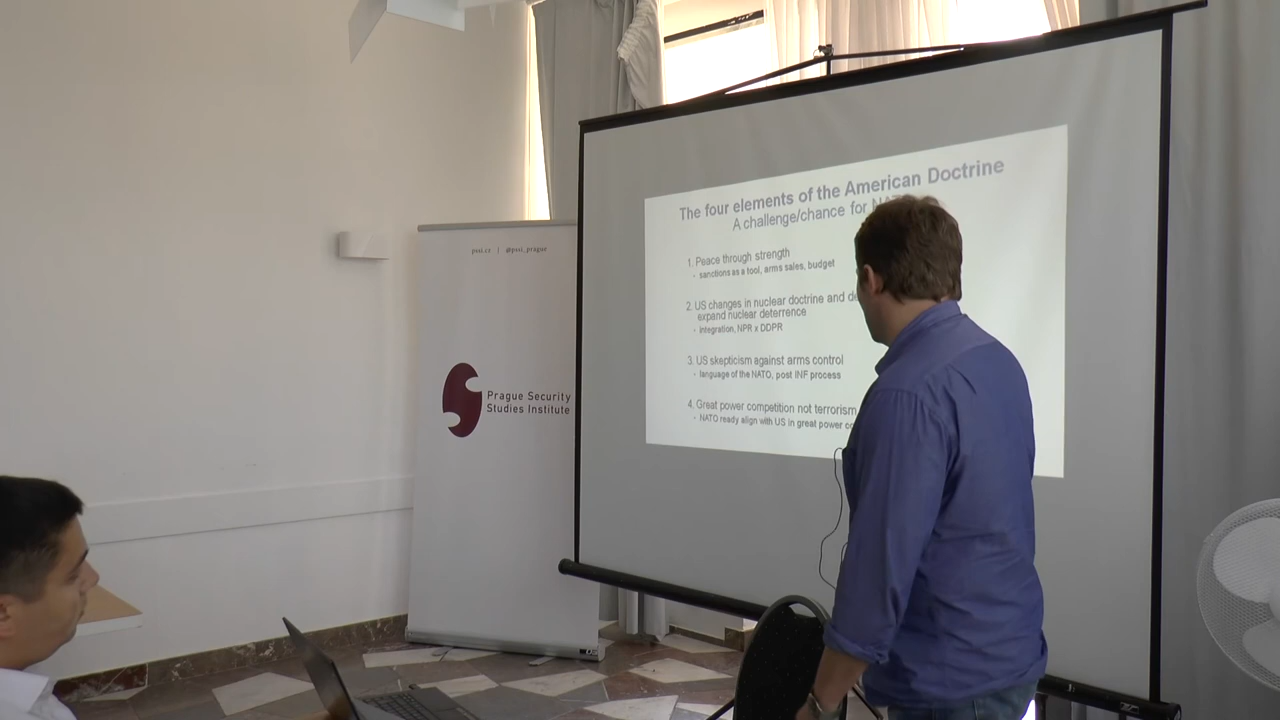 pssi.cz | @pssi_prague
Prague Security
Studies Institute
The four elements of the American Doctrine
A challenge/chance for
1. Peace through strength
- sanctions as a tool, arms sales, budget
2. US changes in nuclear doctrine and
expand nuclear deterrence
- Integration, NPR x DDPR
3. US skepticism against arms control
- language of the NATO, post INF process
4. Great power competition not terrorism
- NATO ready align with US in great power